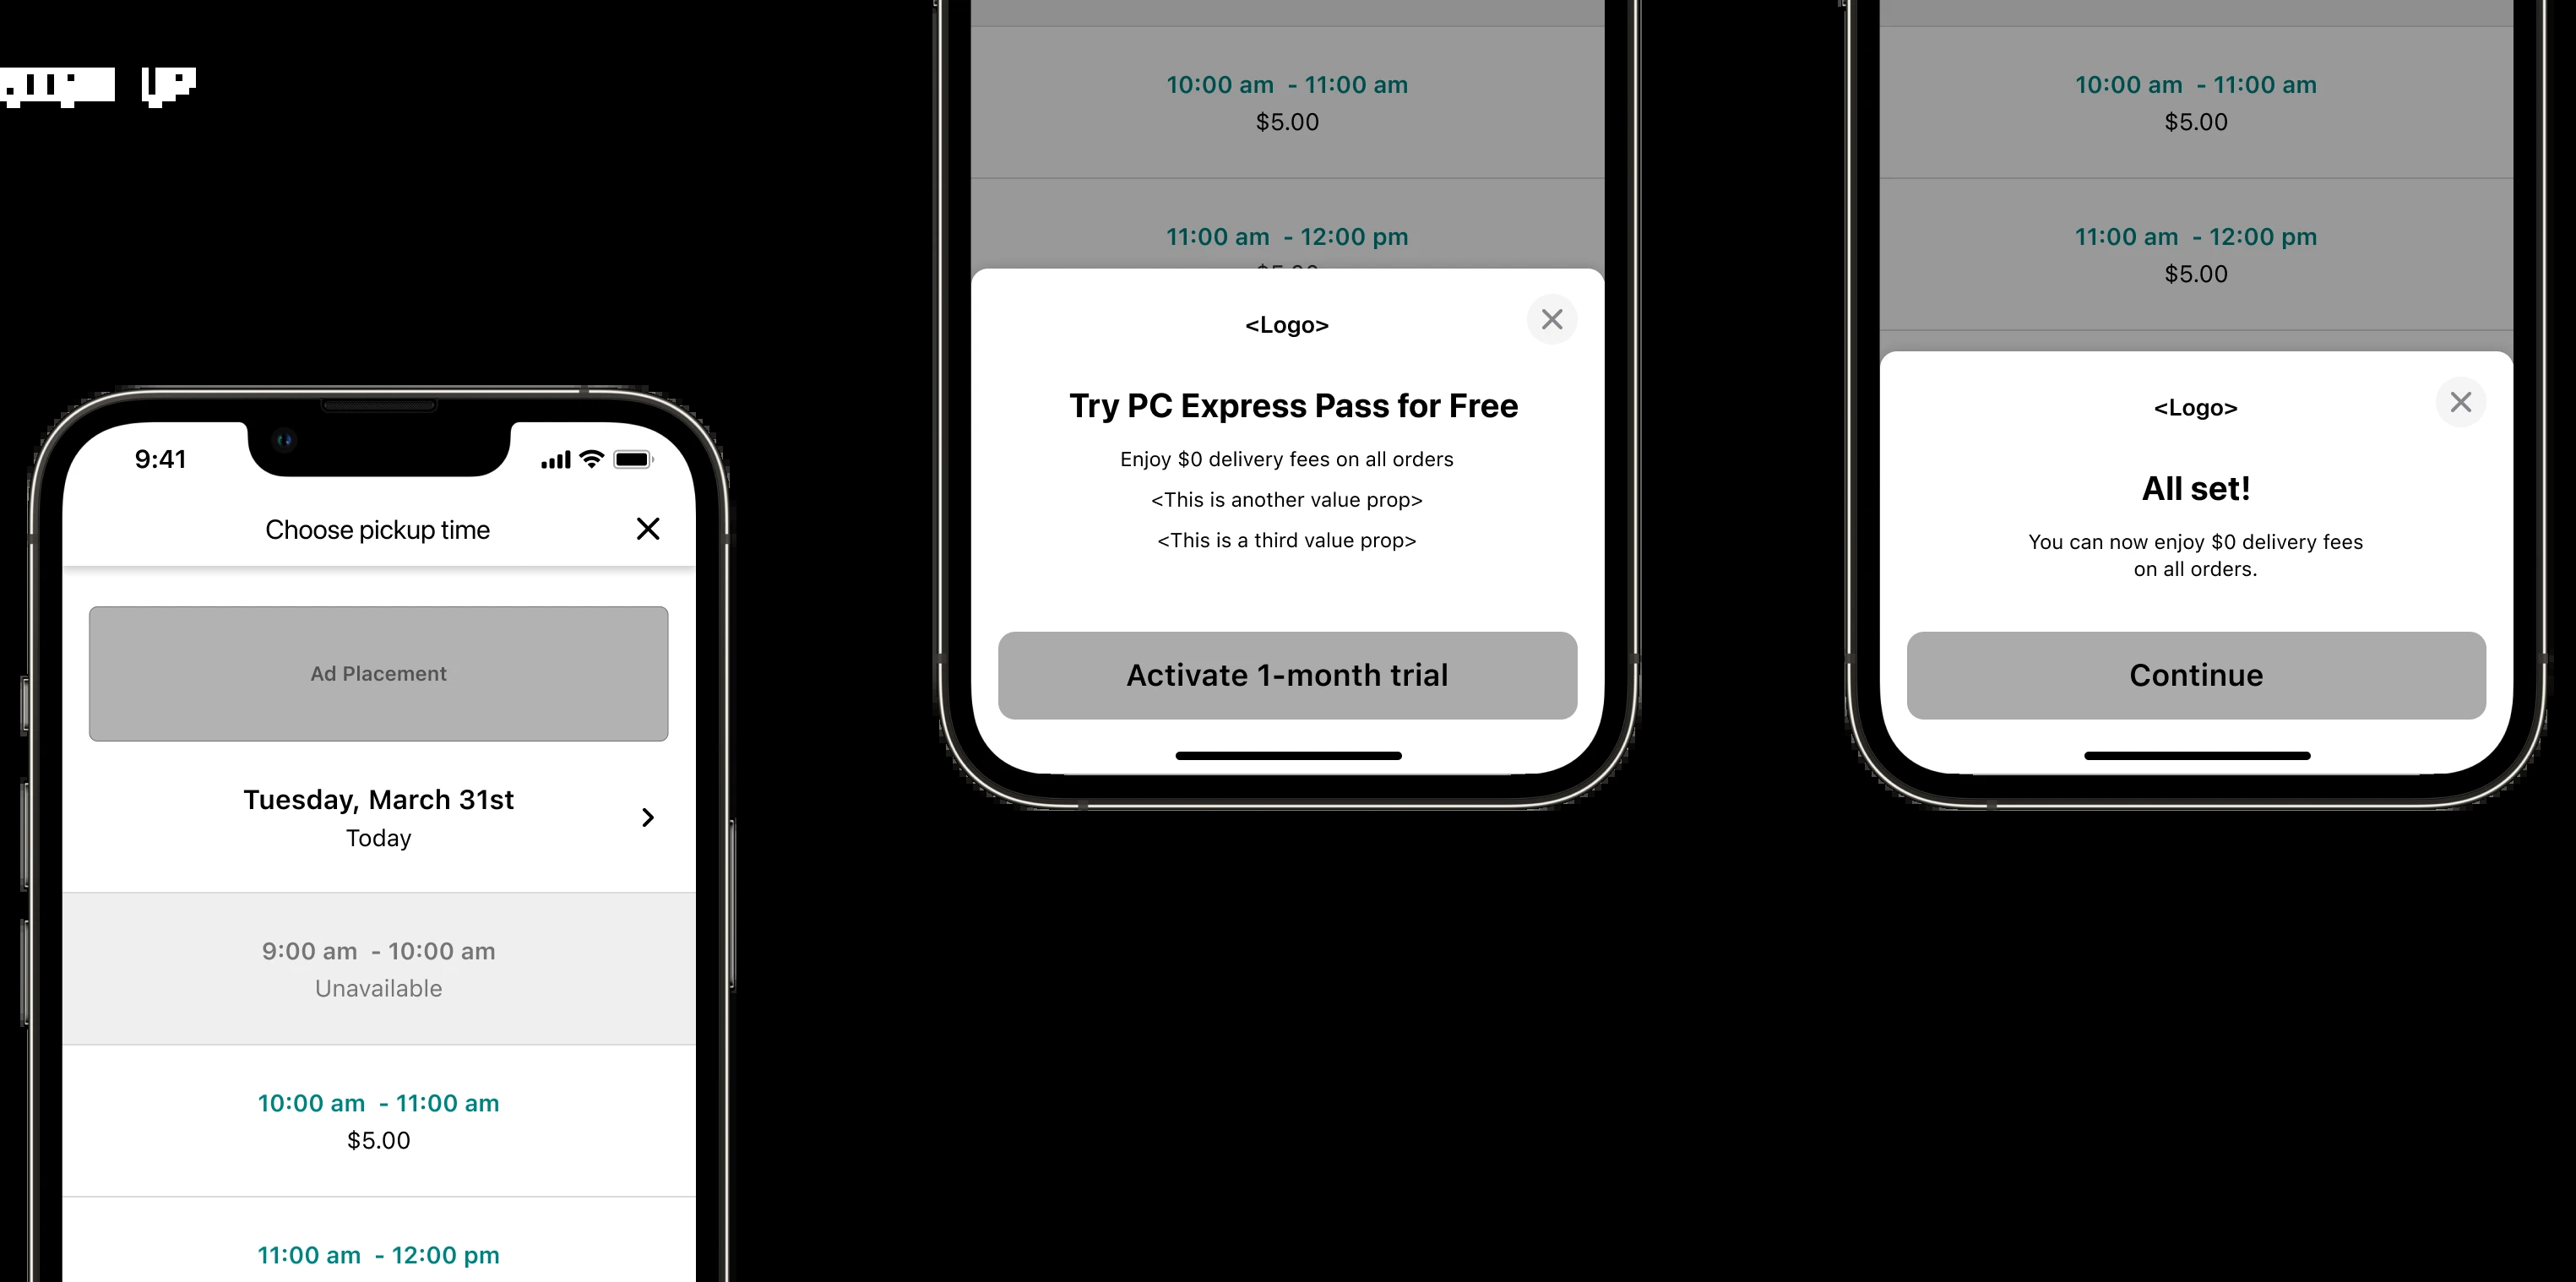 9:41
Choose pickup time
Ad Placement
Tuesday, March 31st
Today
9:00 am - 10:00 am
Unavailable
10:00 am - 11:00 am
$5.00
11:00 am - 12:00 pm
10:00 am - 11:00 am
$5.00
11:00 am - 12:00 pm
<Logo>
Try PC Express Pass for Free
Enjoy $0 delivery fees on all orders
<This is another value prop>
<This is a third value prop>
Activate 1-month trial
10:00 am - 11:00 am
$5.00
11:00 am - 12:00 pm
$5.00
<Logo>
All set!
You can now enjoy $0 delivery fees
on all orders.
Continue